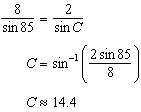 8/sin 85 = 2/sin C
C = sin⁻¹(2 sin 85/8)
C ≈ 14.4